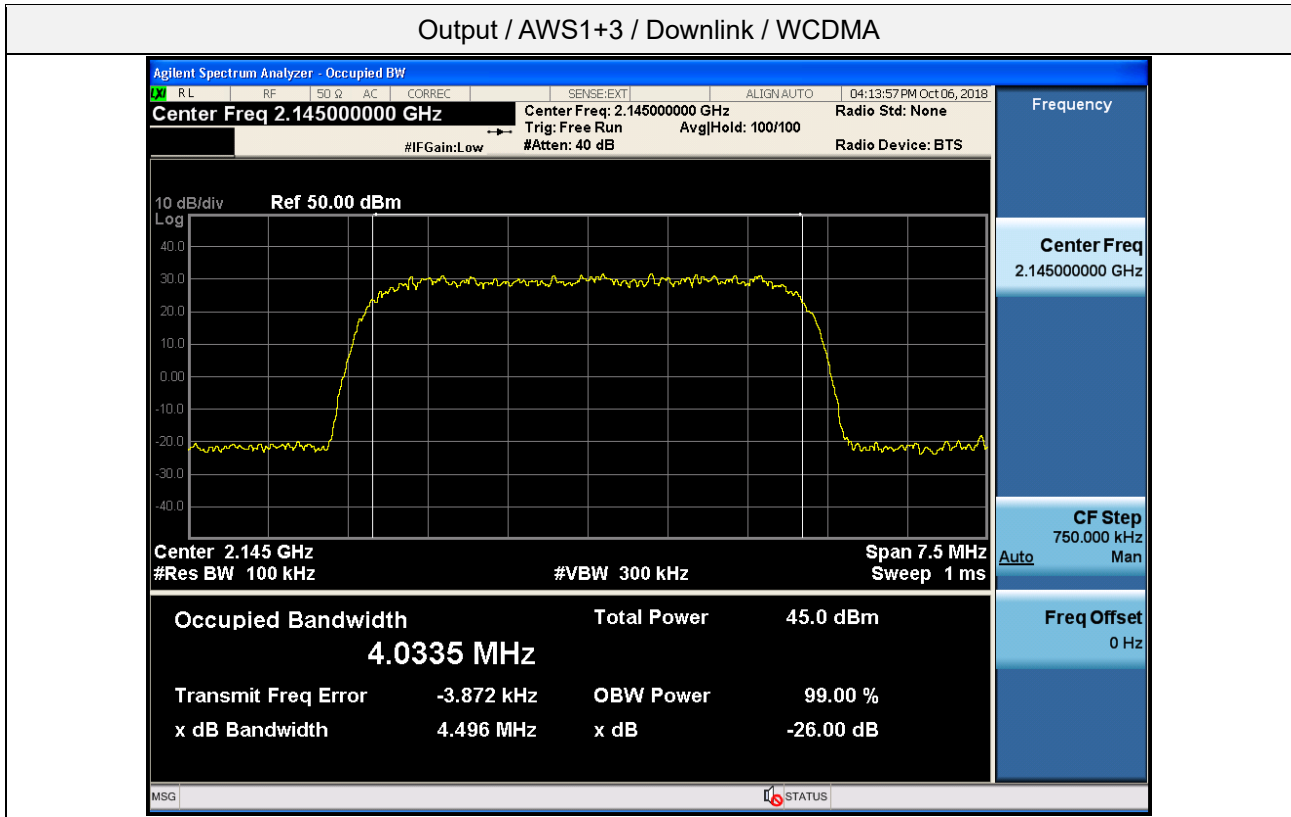 Output / AWS1+3 / Downlink / WCDMA
Agilent Spectrum Analyzer - Occupied BW
LXI RL RF 50 Ω AC CORREC SENSE:EXT ALIGN AUTO 04:13:57 PM Oct 06, 2018
Center Freq 2.145000000 GHz
Center Freq: 2.145000000 GHz
Radio Std: None
Trig: Free Run Avg|Hold: 100/100
#IFGain:Low
#Atten: 40 dB
Radio Device: BTS
10 dB/div Ref 50.00 dBm
Log
40.0
30.0
20.0
10.0
0.00
-10.0
-20.0
-30.0
-40.0
Center 2.145 GHz Span 7.5 MHz
#Res BW 100 kHz #VBW 300 kHz Sweep 1 ms
Occupied Bandwidth Total Power 45.0 dBm
4.0335 MHz
Transmit Freq Error -3.872 kHz OBW Power 99.00 %
x dB Bandwidth 4.496 MHz x dB -26.00 dB
MSG STATUS
Frequency
Center Freq
2.145000000 GHz
CF Step
750.000 kHz
Auto Man
Freq Offset
0 Hz